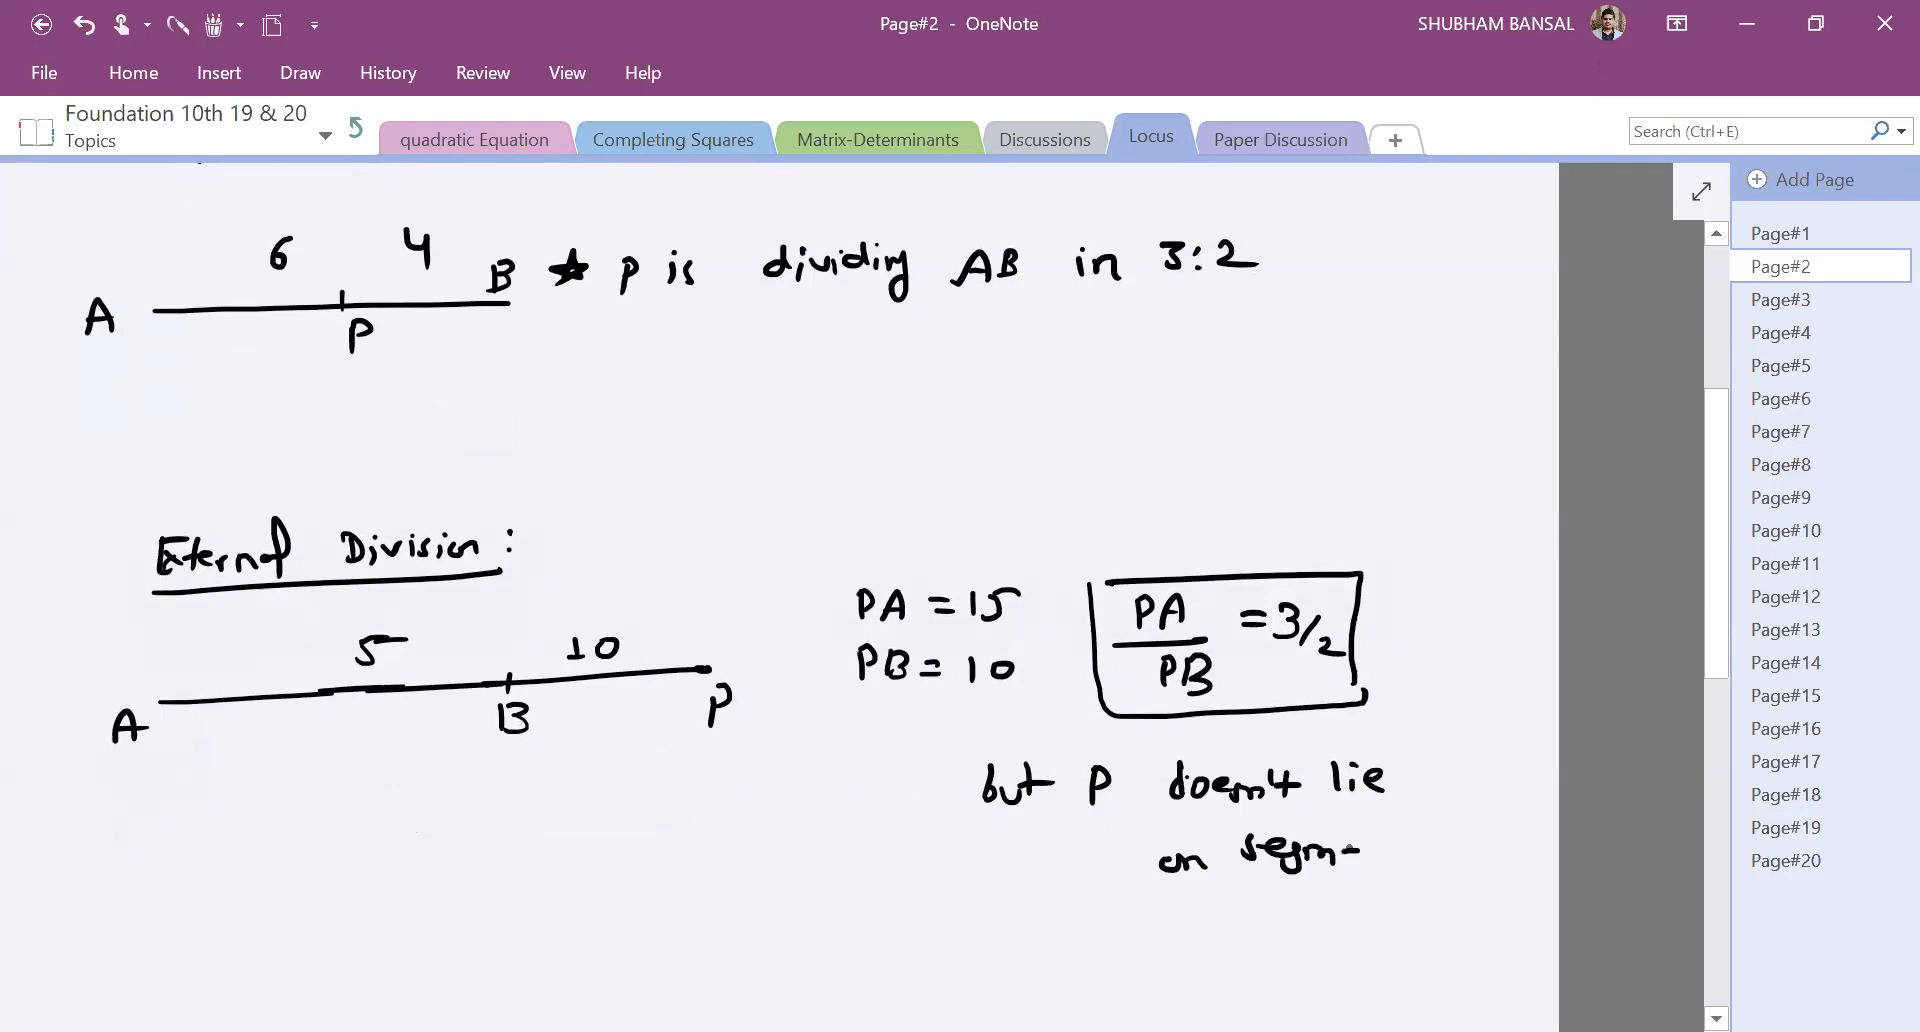 Page#2 - OneNote
SHUBHAM BANSAL
File Home Insert Draw History Review View Help
Foundation 10th 19 & 20
Topics
quadratic Equation Completing Squares Matrix-Determinants Discussions Locus Paper Discussion +
Search (Ctrl+E)
Add Page
Page#1
Page#2
Page#3
Page#4
Page#5
Page#6
Page#7
Page#8
Page#9
Page#10
Page#11
Page#12
Page#13
Page#14
Page#15
Page#16
Page#17
Page#18
Page#19
Page#20
6 4
A P B
★ P is dividing AB in 3:2
Eternal Division:
5 10
A B P
PA = 15
PB = 10
PA/PB = 3/2
but P doesn't lie
on segm